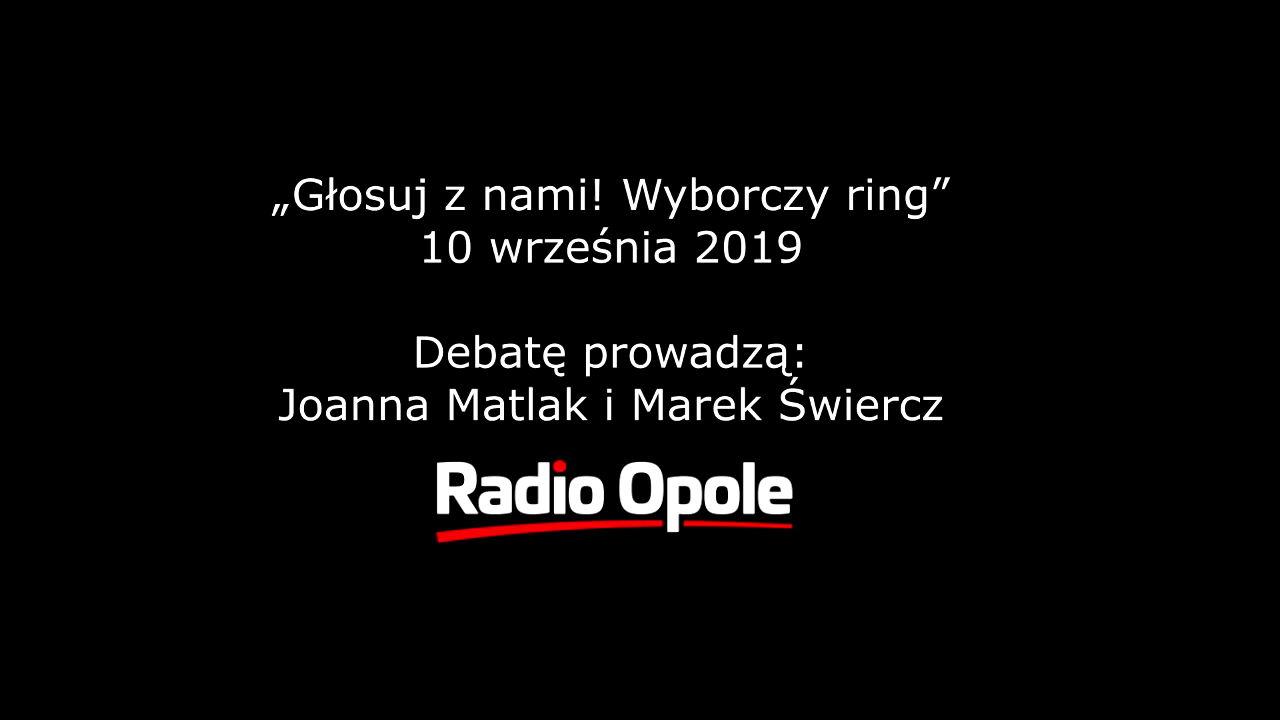 „Głosuj z nami! Wyborczy ring”
10 września 2019
Debatę prowadzą:
Joanna Matlak i Marek Świercz
Radio Opole